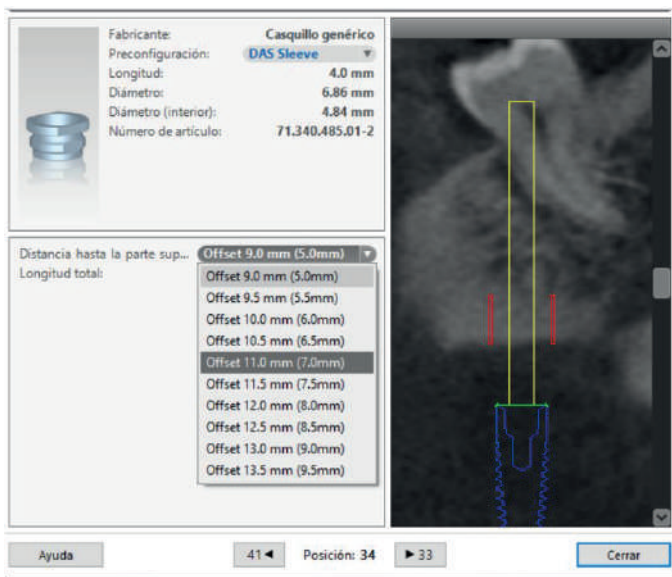 Fabricante: Casquillo genérico
Preconfiguración: DAS Sleeve
Longitud: 4.0 mm
Diámetro: 6.86 mm
Diámetro (interior): 4.84 mm
Número de artículo: 71.340.485.01-2
Distancia hasta la parte sup... Offset 9.0 mm (5.0mm)
Longitud total:
Offset 9.0 mm (5.0mm)
Offset 9.5 mm (5.5mm)
Offset 10.0 mm (6.0mm)
Offset 10.5 mm (6.5mm)
Offset 11.0 mm (7.0mm)
Offset 11.5 mm (7.5mm)
Offset 12.0 mm (8.0mm)
Offset 12.5 mm (8.5mm)
Offset 13.0 mm (9.0mm)
Offset 13.5 mm (9.5mm)
Ayuda 41 Posición: 34 33 Cerrar